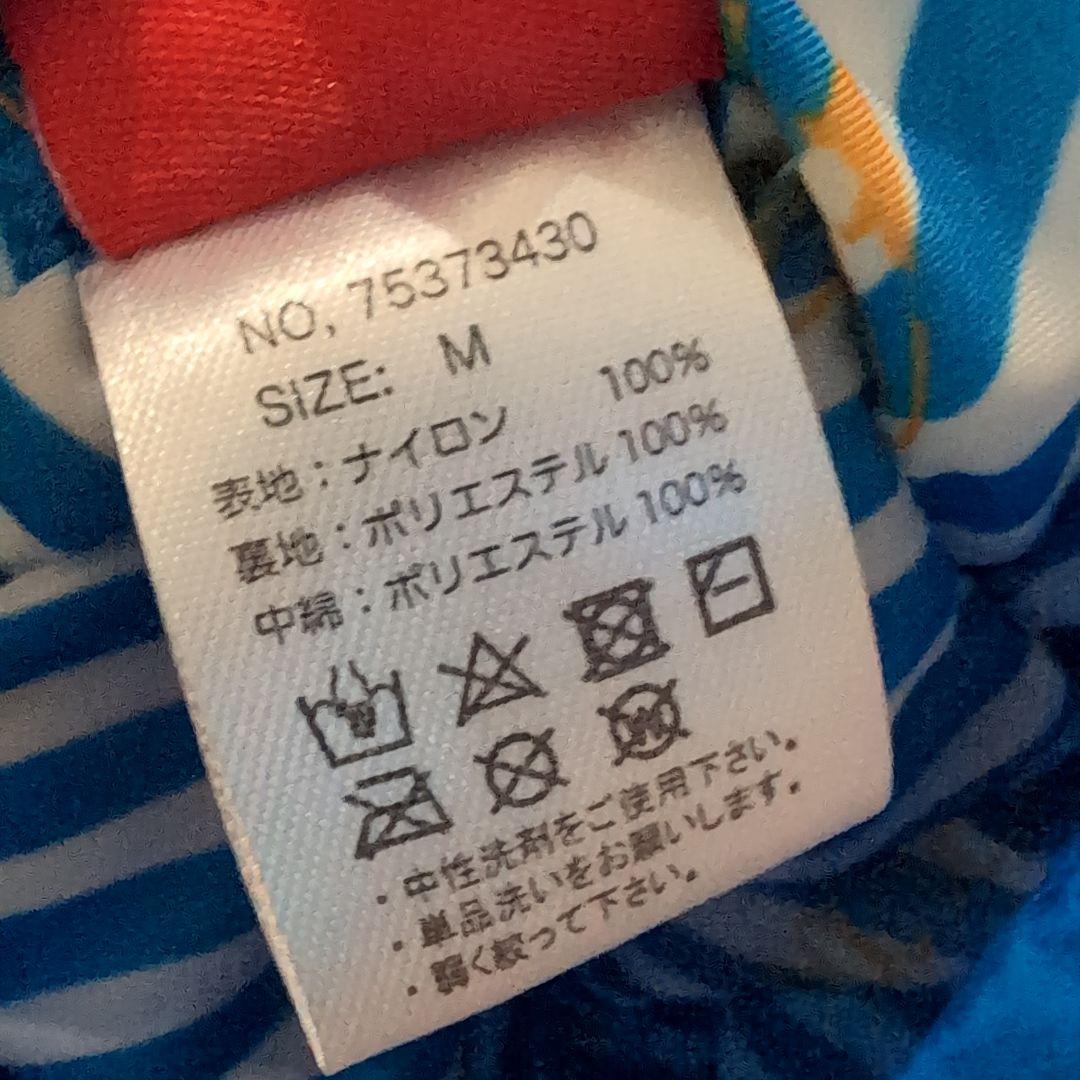 NO, 75373430
SIZE: M
表地：ナイロン 100%
裏地：ポリエステル 100%
中綿：ポリエステル 100%
・中性洗剤をご使用下さい。
・単品洗いをお願いします。
・弱く絞って下さい。